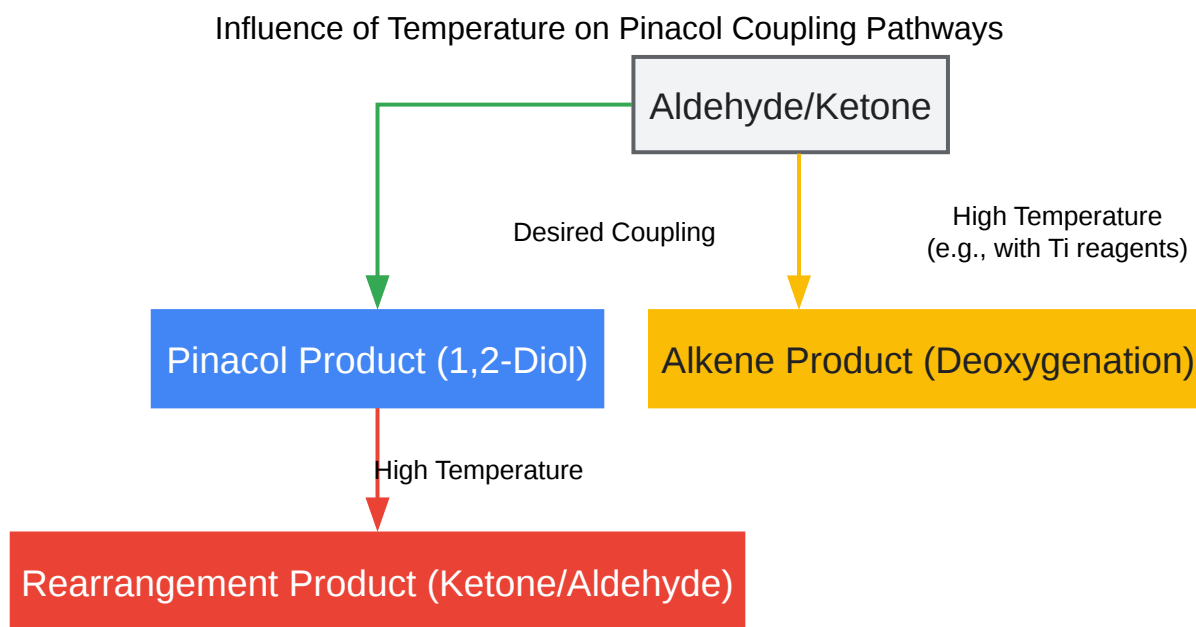 Influence of Temperature on Pinacol Coupling Pathways
Aldehyde/Ketone
Desired Coupling
High Temperature
(e.g., with Ti reagents)
Pinacol Product (1,2-Diol)
Alkene Product (Deoxygenation)
High Temperature
Rearrangement Product (Ketone/Aldehyde)